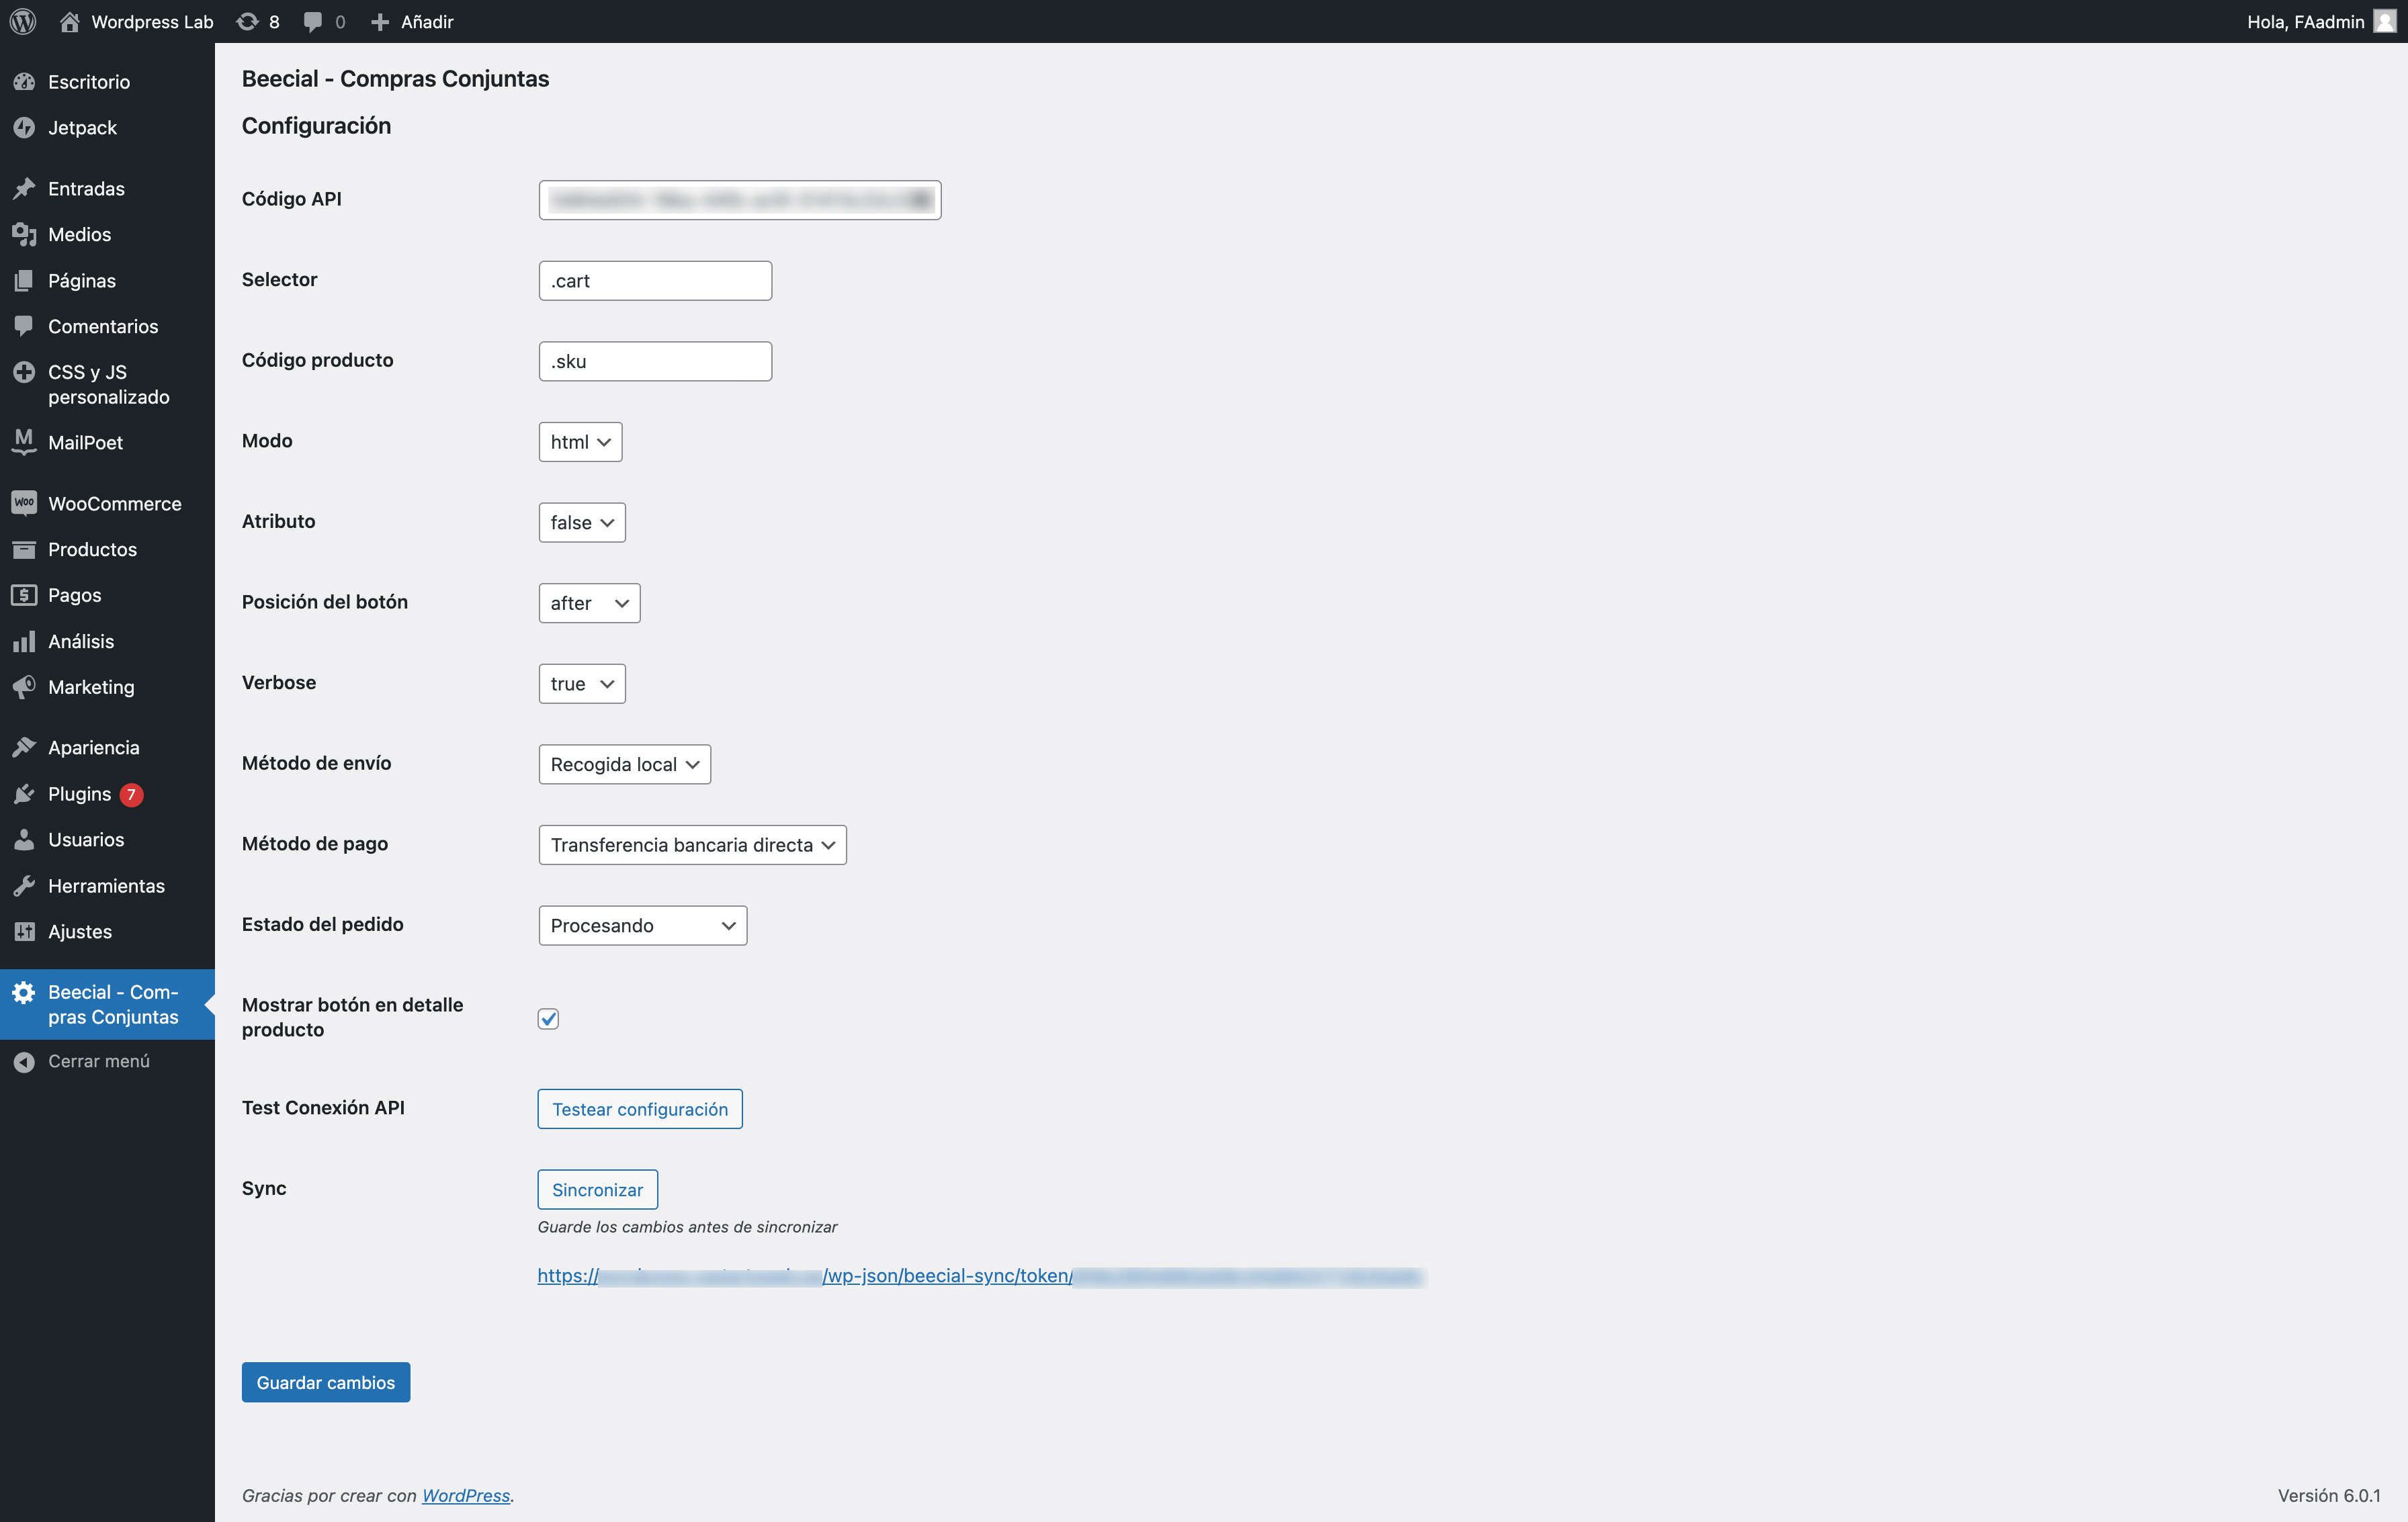 Wordpress Lab 8 0 Añadir Hola, FAadmin
Escritorio
Jetpack
Entradas
Medios
Páginas
Comentarios
CSS y JS
personalizado
MailPoet
WooCommerce
Productos
Pagos
Análisis
Marketing
Apariencia
Plugins 7
Usuarios
Herramientas
Ajustes
Beecial - Com-
pras Conjuntas
Cerrar menú
Beecial - Compras Conjuntas
Configuración
Código API
Selector .cart
Código producto .sku
Modo html
Atributo false
Posición del botón after
Verbose true
Método de envío Recogida local
Método de pago Transferencia bancaria directa
Estado del pedido Procesando
Mostrar botón en detalle
producto
Test Conexión API Testear configuración
Sync Sincronizar
Guarde los cambios antes de sincronizar
https:// /wp-json/beecial-sync/token/
Guardar cambios
Gracias por crear con WordPress. Versión 6.0.1